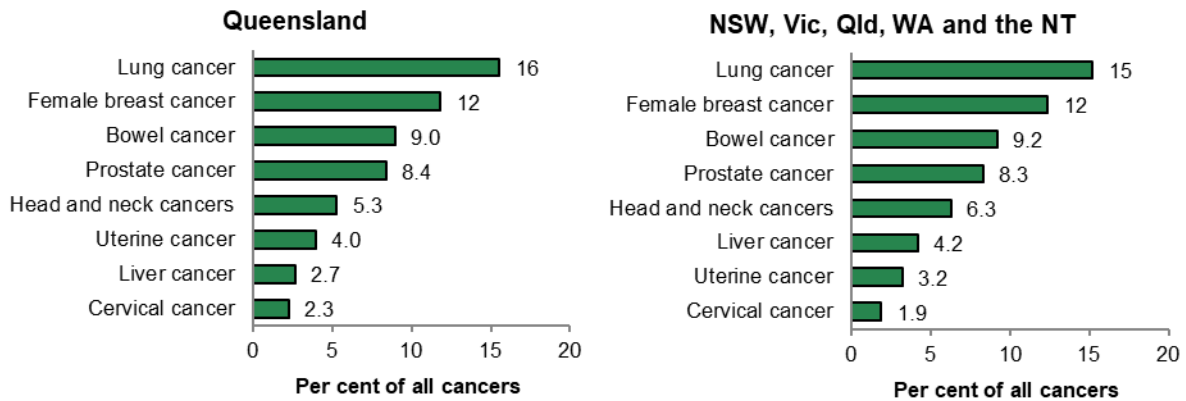 Queensland
Lung cancer 16
Female breast cancer 12
Bowel cancer 9.0
Prostate cancer 8.4
Head and neck cancers 5.3
Uterine cancer 4.0
Liver cancer 2.7
Cervical cancer 2.3
0 5 10 15 20
Per cent of all cancers
NSW, Vic, Qld, WA and the NT
Lung cancer 15
Female breast cancer 12
Bowel cancer 9.2
Prostate cancer 8.3
Head and neck cancers 6.3
Liver cancer 4.2
Uterine cancer 3.2
Cervical cancer 1.9
0 5 10 15 20
Per cent of all cancers